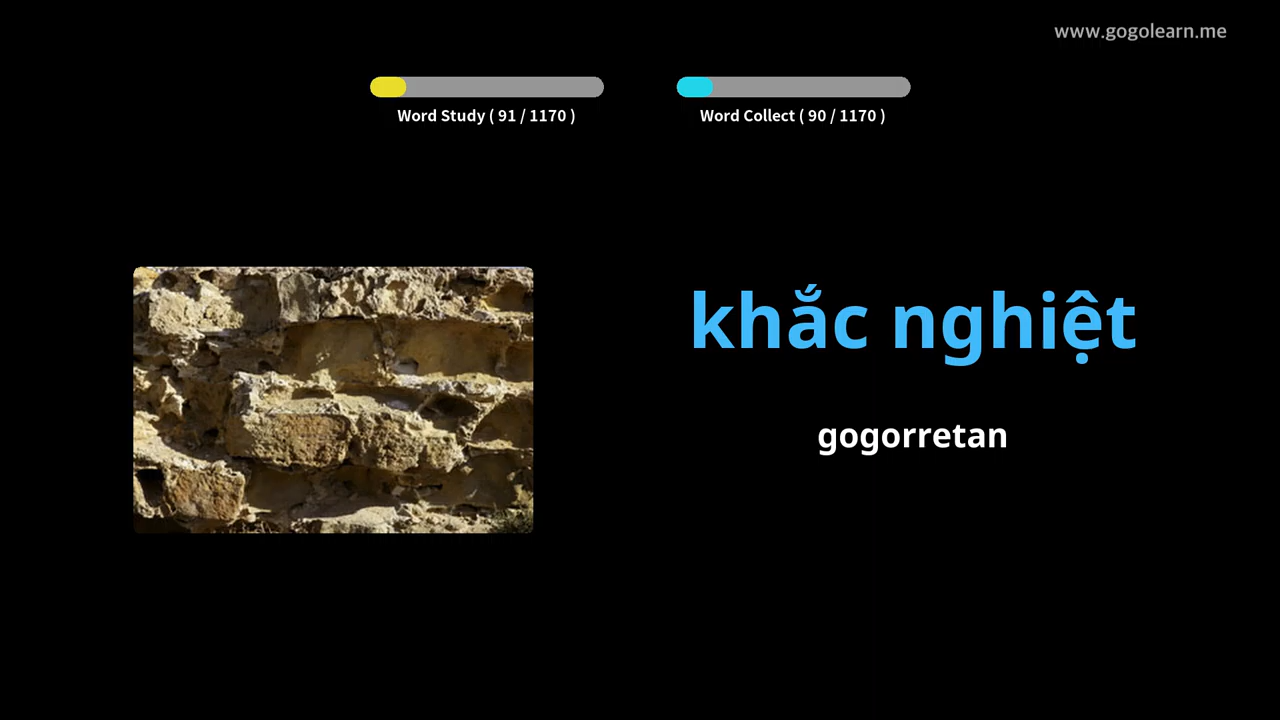 www.gogolearn.me
Word Study ( 91 / 1170 )
Word Collect ( 90 / 1170 )
khắc nghiệt
gogorretan